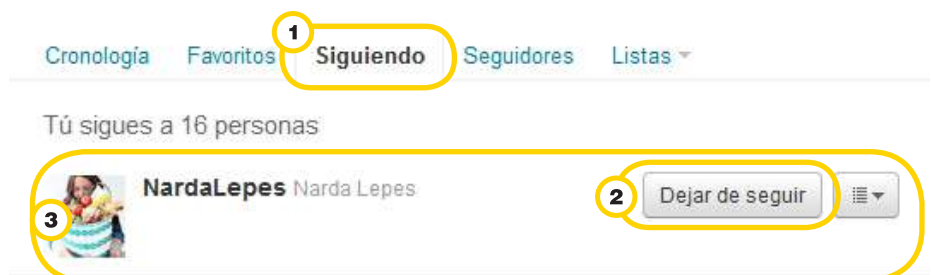 1
Cronología Favoritos Siguiendo Seguidores Listas
Tú sigues a 16 personas
NardaLepes Narda Lepes
2 Dejar de seguir
3